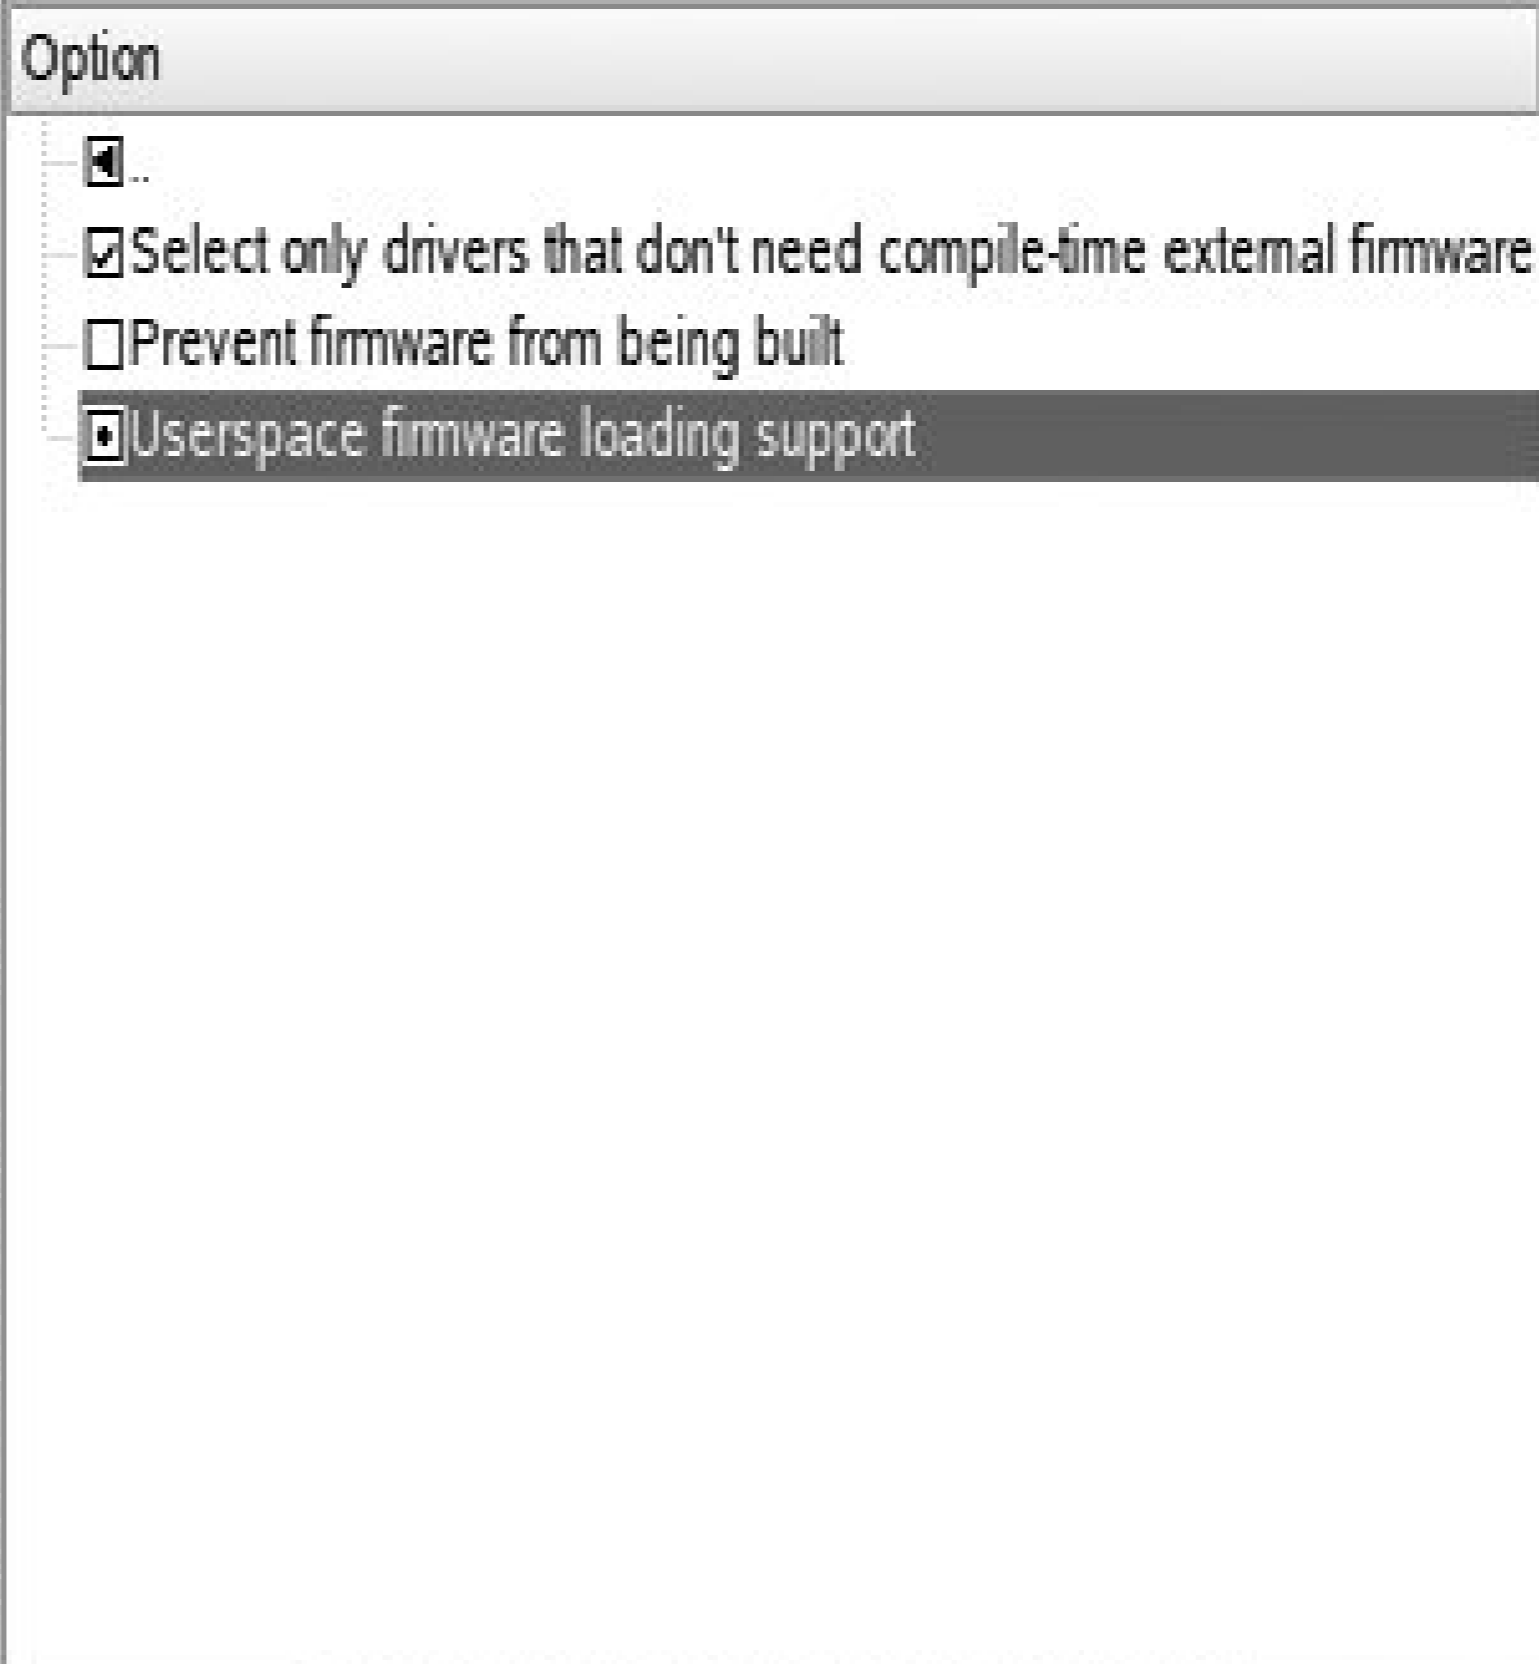 Option
..
Select only drivers that don't need compile-time external firmware
Prevent firmware from being built
Userspace firmware loading support